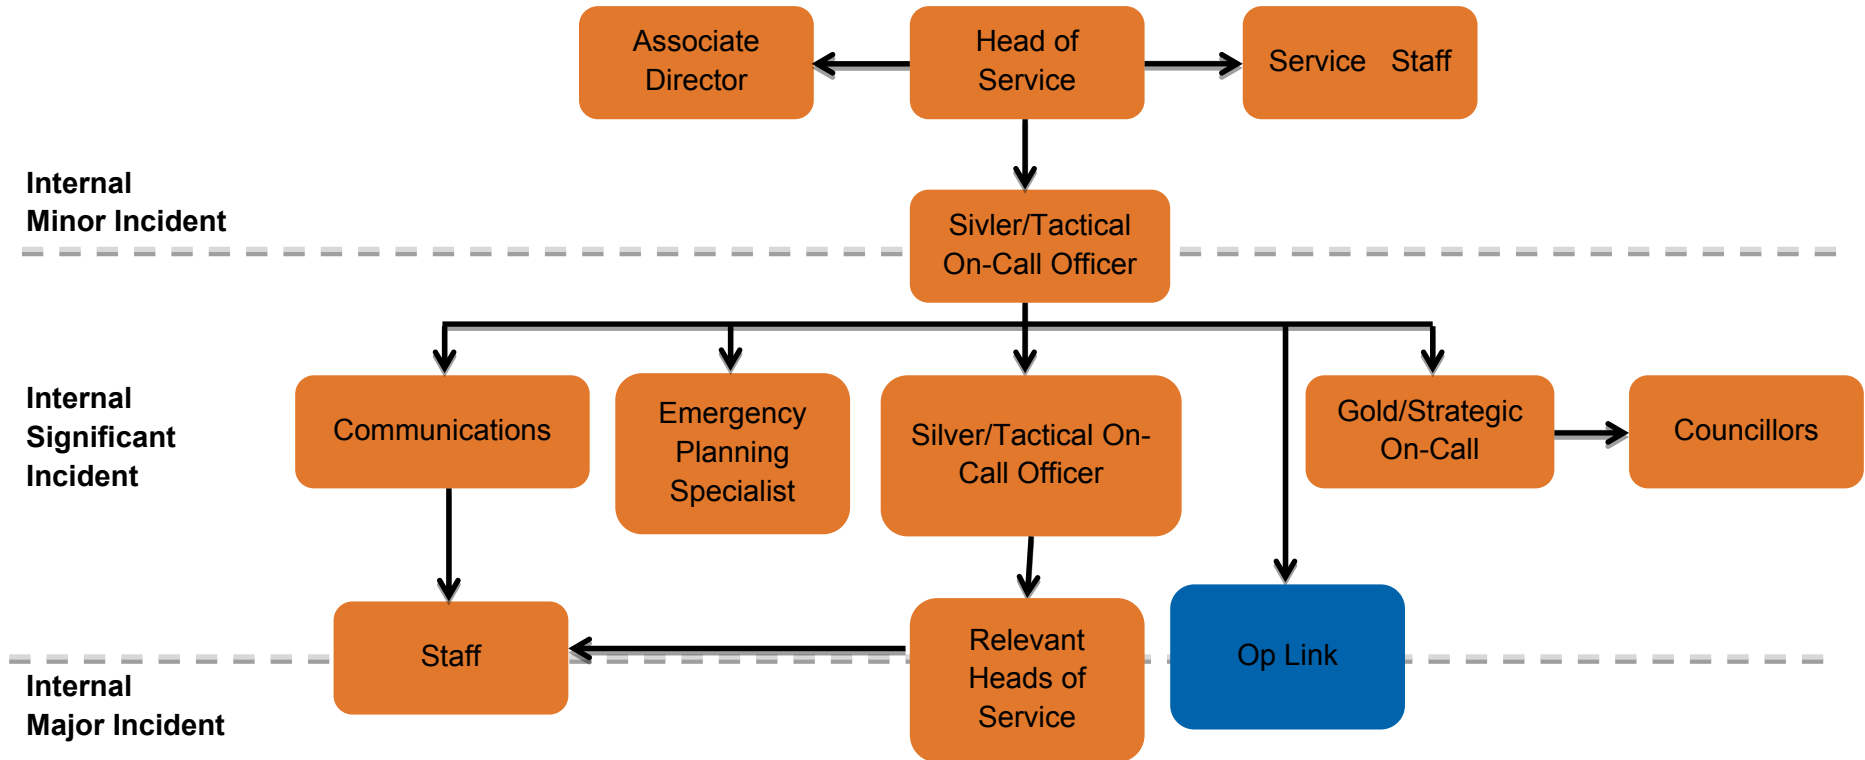 Associate
Director
Head of
Service
Service Staff
Internal
Minor Incident
Sivler/Tactical
On-Call Officer
Internal
Significant
Incident
Communications
Emergency
Planning
Specialist
Silver/Tactical On-
Call Officer
Gold/Strategic
On-Call
Councillors
Staff
Relevant
Heads of
Service
Op Link
Internal
Major Incident